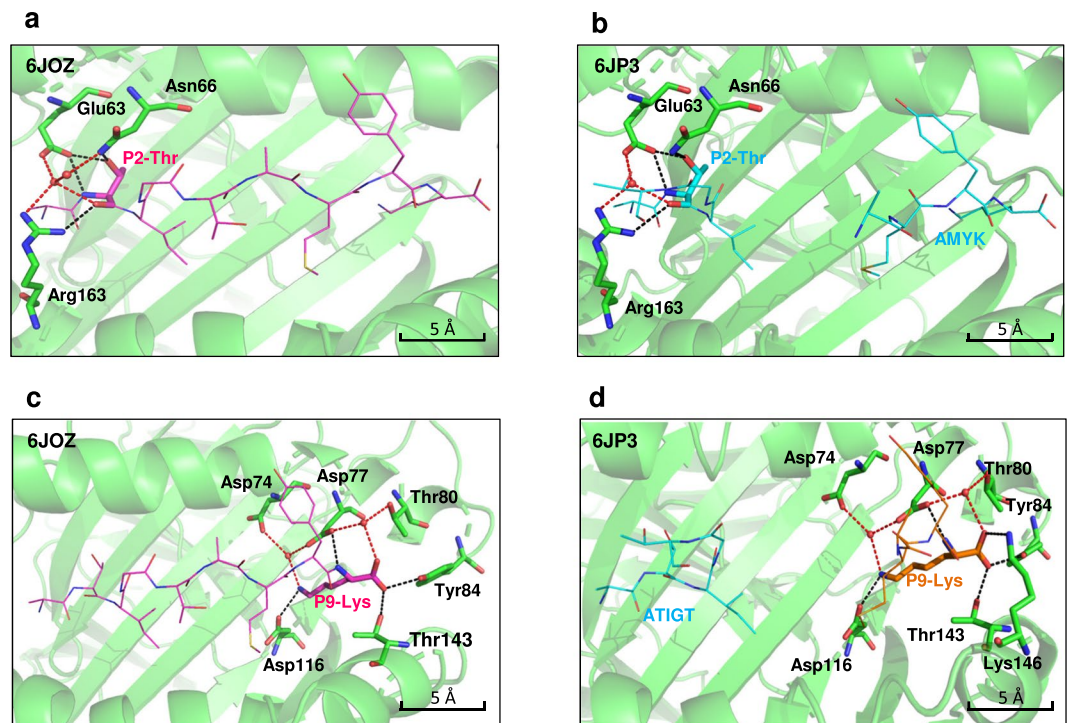 a
6JOZ
Asn66
Glu63
P2-Thr
Arg163
5 Å
b
6JP3
Asn66
Glu63
P2-Thr
AMYK
Arg163
5 Å
c
6JOZ
Asp74
Asp77
Thr80
Tyr84
P9-Lys
Thr143
Asp116
5 Å
d
6JP3
Asp74
Asp77
Thr80
Tyr84
P9-Lys
ATIGT
Thr143
Asp116
Lys146
5 Å